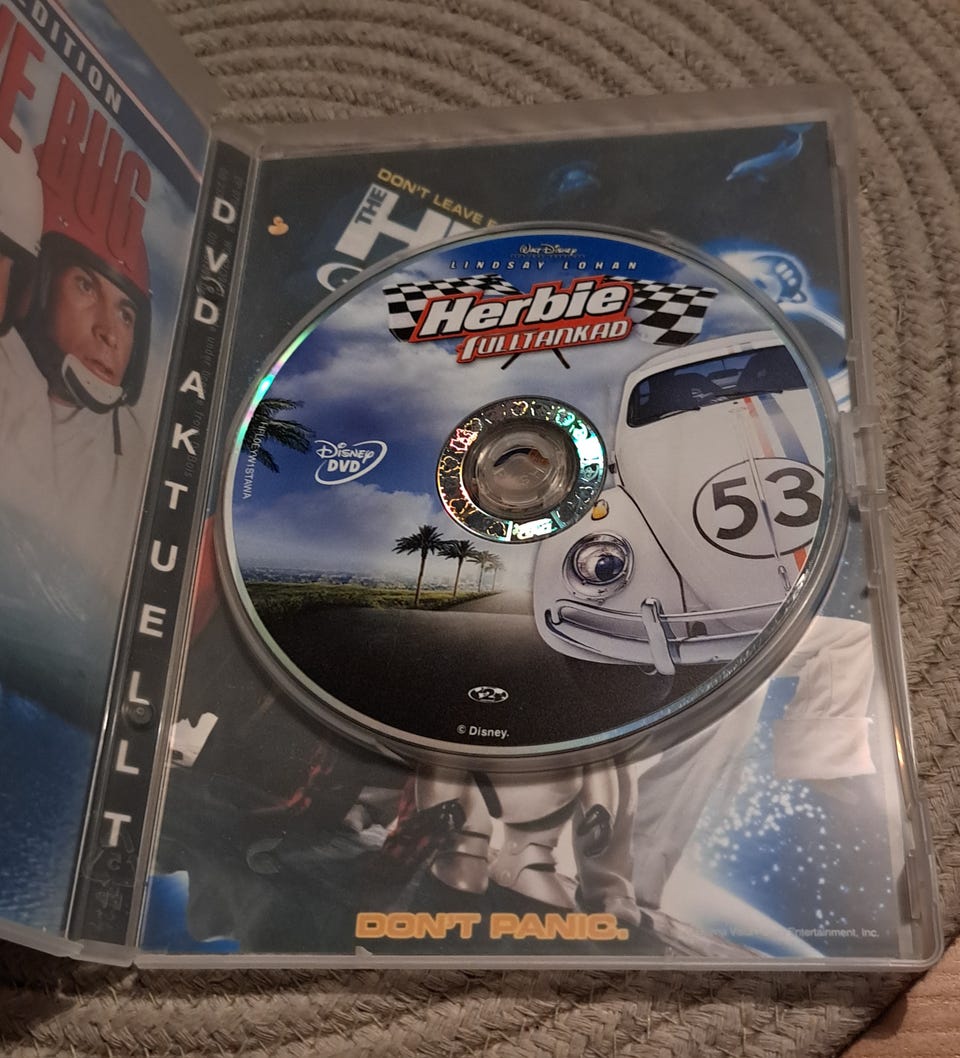 EDITION
BUG
DVD AKTUELLT
DON'T LEAVE
THE
WALT DISNEY
LINDSAY LOHAN
Herbie
FULLTANKAD
53
DISNEY
DVD
2
© Disney.
DON'T PANIC.
Entertainment, Inc.